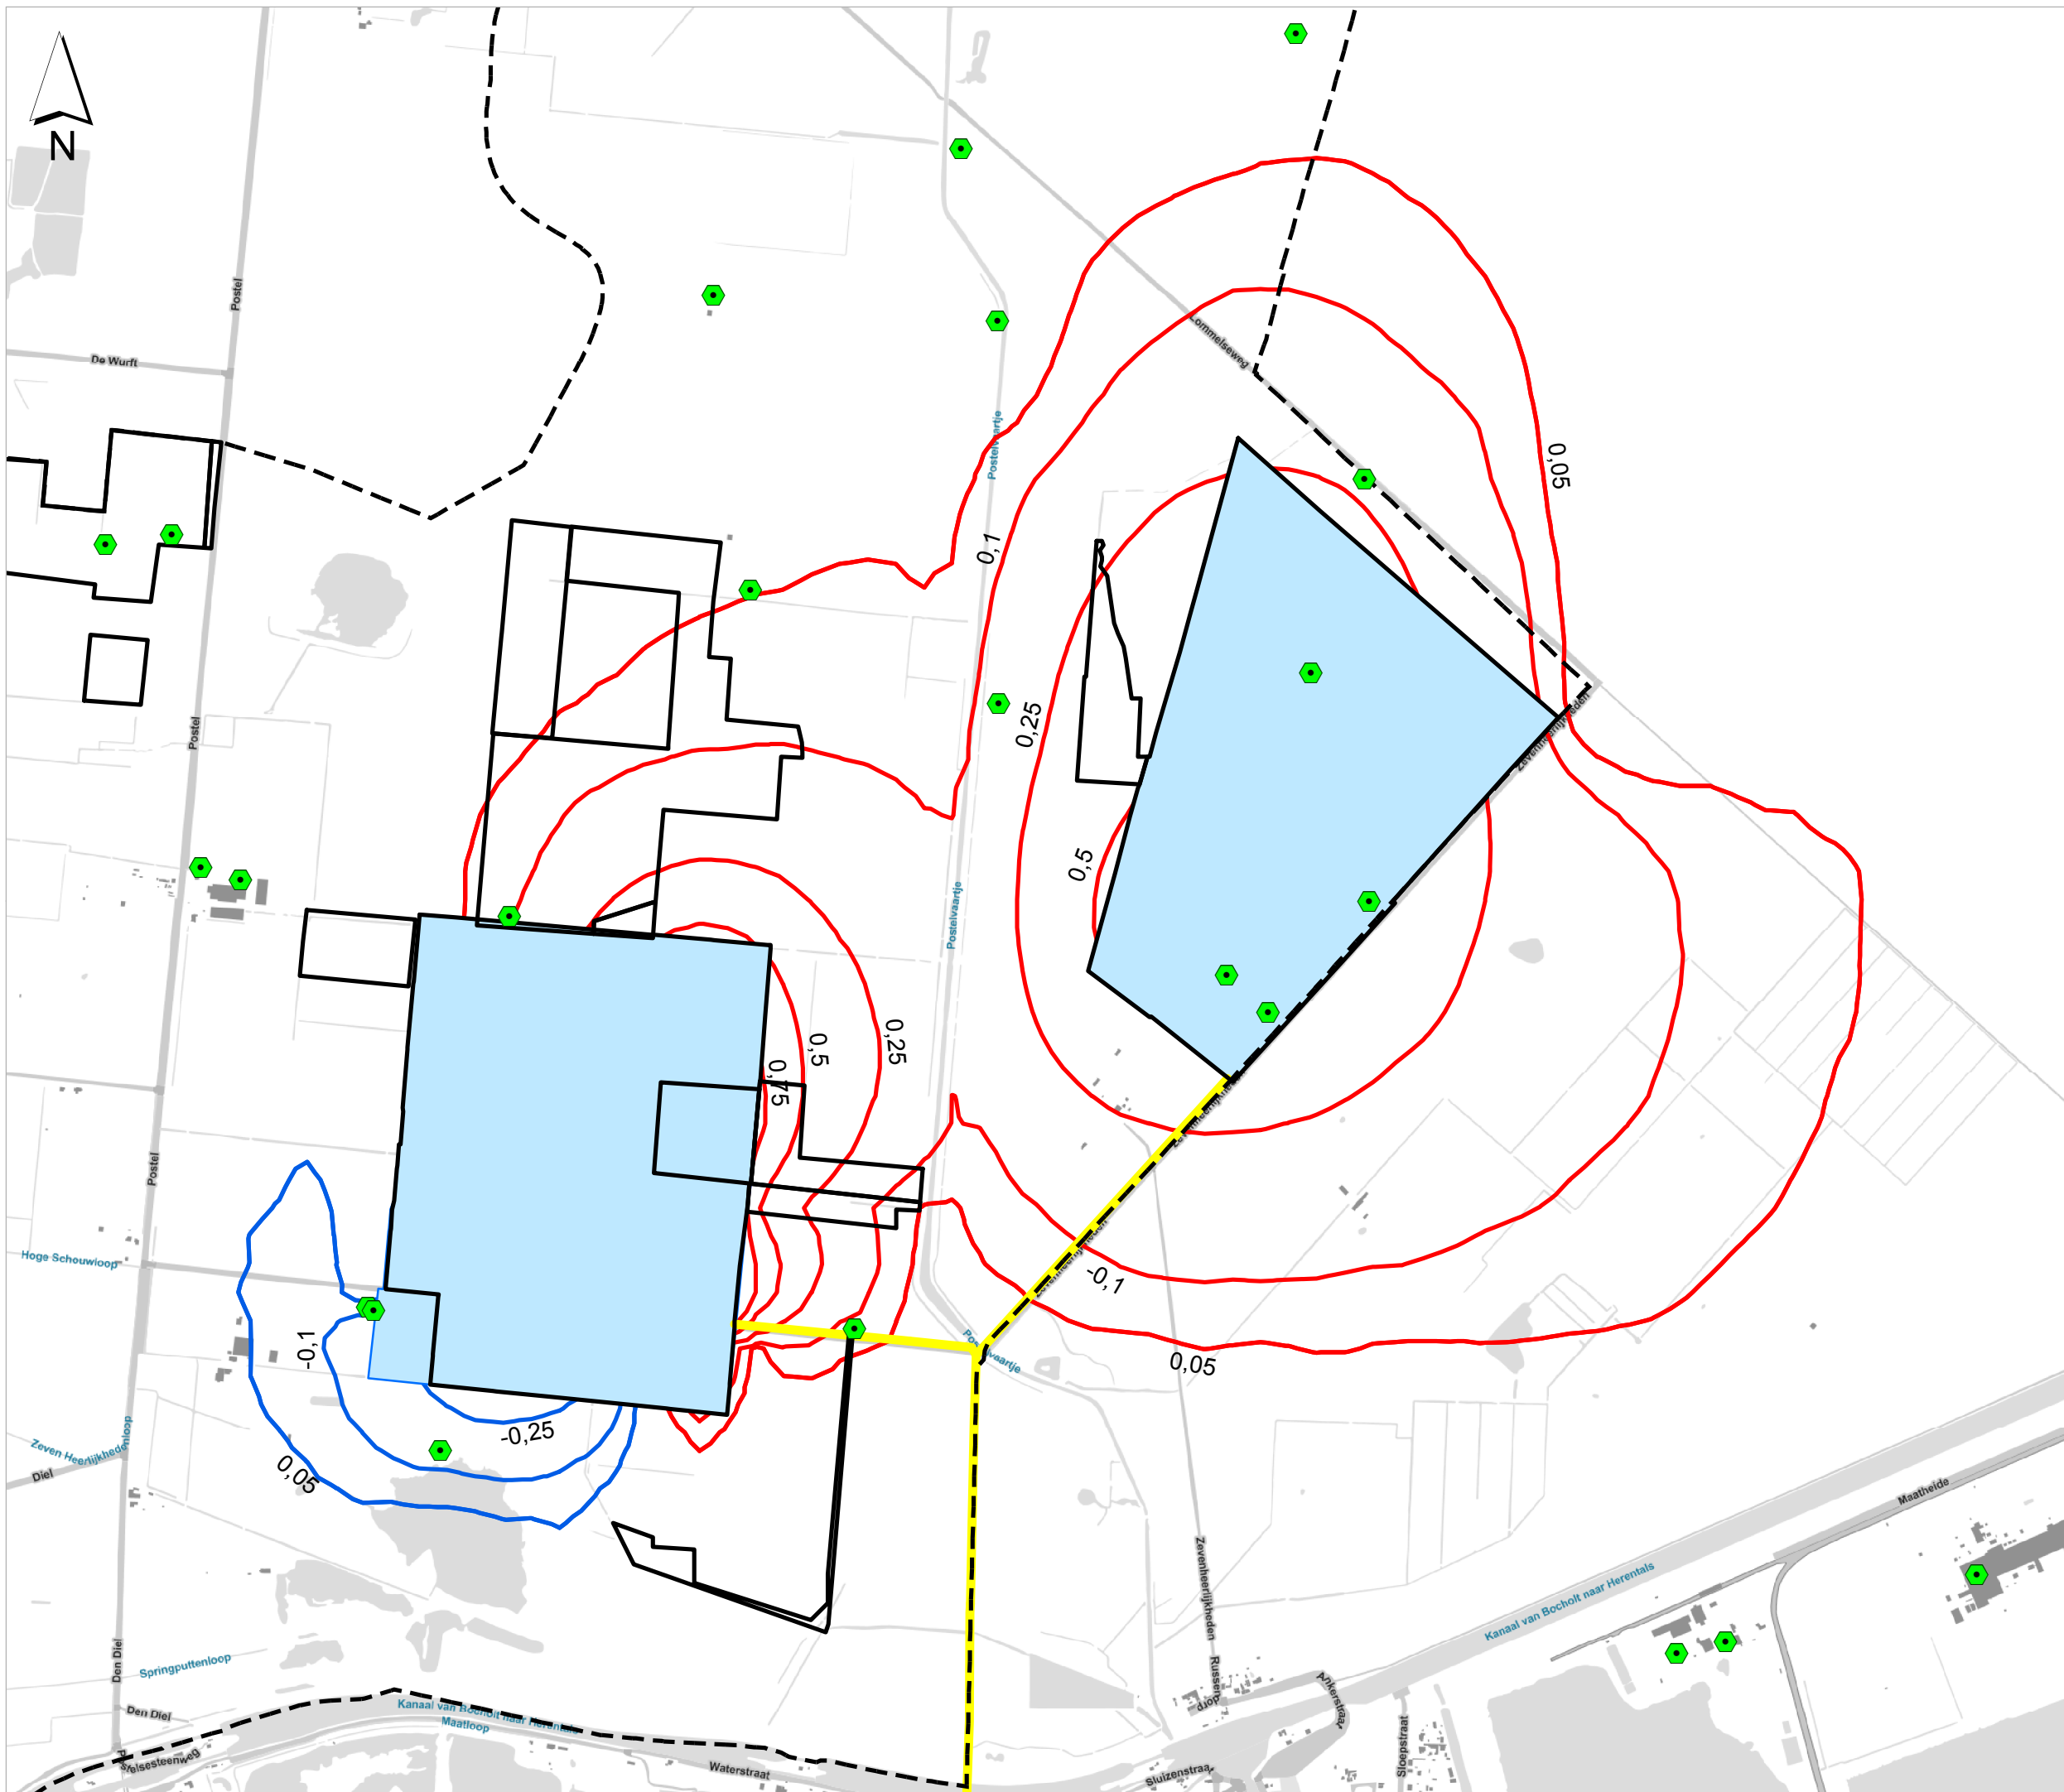 N
Postel
Lommelseweg
De Wurft
Postelvaartje
0,05
0,1
0,25
Postel
Zevenheerlijkheden
0,5
Postelvaartje
0,25
0,5
0,75
Postel
Hoge Schouwloop
-0,1
-0,1
Postelvaartje
0,05
-0,25
Zeven Heerlijkhedenloop
Diel
0,05
Maatheide
Zevenheerlijkheden
Kanaal van Bocholt naar Herentals
Den Diel
Springputtenloop
Russendorp
Ankerstraat
Den Diel
Kanaal van Bocholt naar Herentals
Maatloop
Sloepstraat
Waterstraat
Sluizenstraa